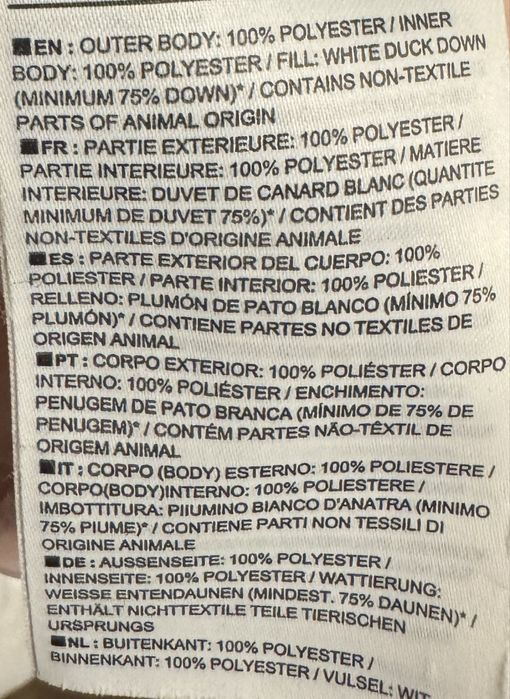 EN : OUTER BODY: 100% POLYESTER / INNER
BODY: 100% POLYESTER / FILL: WHITE DUCK DOWN
(MINIMUM 75% DOWN)* / CONTAINS NON-TEXTILE
PARTS OF ANIMAL ORIGIN
FR : PARTIE EXTERIEURE: 100% POLYESTER /
PARTIE INTERIEURE: 100% POLYESTER / MATIERE
INTERIEURE: DUVET DE CANARD BLANC (QUANTITE
MINIMUM DE DUVET 75%)* / CONTIENT DES PARTIES
NON-TEXTILES D'ORIGINE ANIMALE
ES : PARTE EXTERIOR DEL CUERPO: 100%
POLIESTER / PARTE INTERIOR: 100% POLIESTER /
RELLENO: PLUMÓN DE PATO BLANCO (MÍNIMO 75%
PLUMÓN)* / CONTIENE PARTES NO TEXTILES DE
ORIGEN ANIMAL
PT : CORPO EXTERIOR: 100% POLIÉSTER / CORPO
INTERNO: 100% POLIÉSTER / ENCHIMENTO:
PENUGEM DE PATO BRANCA (MÍNIMO DE 75% DE
PENUGEM)* / CONTÉM PARTES NÃO-TÊXTIL DE
ORIGEM ANIMAL
IT : CORPO (BODY) ESTERNO: 100% POLIESTERE /
CORPO(BODY)INTERNO: 100% POLIESTERE /
IMBOTTITURA: PIIUMINO BIANCO D'ANATRA (MINIMO
75% PIUME)* / CONTIENE PARTI NON TESSILI DI
ORIGINE ANIMALE
DE : AUSSENSEITE: 100% POLYESTER /
INNENSEITE: 100% POLYESTER / WATTIERUNG:
WEISSE ENTENDAUNEN (MINDEST. 75% DAUNEN)* /
ENTHÄLT NICHTTEXTILE TEILE TIERISCHEN
URSPRUNGS
NL : BUITENKANT: 100% POLYESTER /
BINNENKANT: 100% POLYESTER / VULSEL: